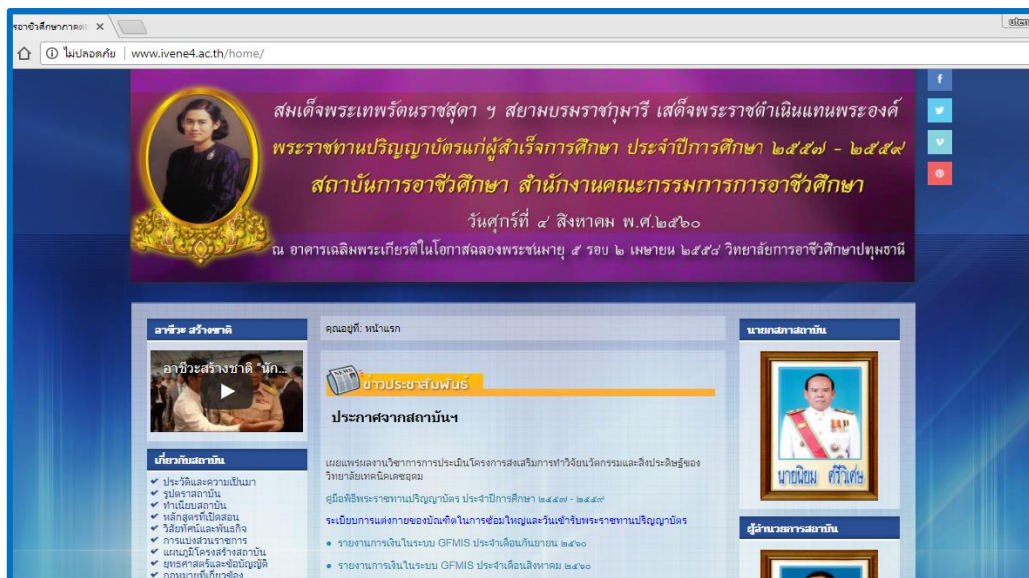 ไม่ปลอดภัย
www.ivene4.ac.th/home/
สมเด็จพระเทพรัตนราชสุดา ฯ สยามบรมราชกุมารี เสด็จพระราชดำเนินแทนพระองค์
พระราชทานปริญญาบัตรแก่ผู้สำเร็จการศึกษา ประจำปีการศึกษา ๒๕๕๗ - ๒๕๕๙
สถาบันการอาชีวศึกษา สำนักงานคณะกรรมการการอาชีวศึกษา
วันศุกร์ที่ ๔ สิงหาคม พ.ศ.๒๕๖๐
ณ อาคารเฉลิมพระเกียรติในโอกาสฉลองพระชนมายุ ๕ รอบ ๒ เมษายน ๒๕๕๘ วิทยาลัยการอาชีวศึกษาปทุมธานี
อาชีวะ สร้างชาติ
อาชีวะสร้างชาติ "นัก...
เกี่ยวกับสถาบัน
ประวัติและความเป็นมา
รูปตราสถาบัน
ทำเนียบสถาบัน
หลักสูตรที่เปิดสอน
วิสัยทัศน์และพันธกิจ
การแบ่งส่วนราชการ
แผนภูมิโครงสร้างสถาบัน
ยุทธศาสตร์และข้อบัญญัติ
กฎหมายที่เกี่ยวข้อง
คุณอยู่ที่: หน้าแรก
NEWS
ข่าวประชาสัมพันธ์
ประกาศจากสถาบันฯ
เผยแพร่ผลงานวิชาการการประเมินโครงการส่งเสริมการทำวิจัยนวัตกรรมและสิ่งประดิษฐ์ของ
วิทยาลัยเทคนิคเดชอุดม
คู่มือพิธีพระราชทานปริญญาบัตร ประจำปีการศึกษา ๒๕๕๗ - ๒๕๕๙
ระเบียบการแต่งกายของบัณฑิตในการซ้อมใหญ่และวันเข้ารับพระราชทานปริญญาบัตร
รายงานการเงินในระบบ GFMIS ประจำเดือนกันยายน ๒๕๖๐
รายงานการเงินในระบบ GFMIS ประจำเดือนสิงหาคม ๒๕๖๐
นายกสภาสถาบัน
นายนิยม ศรีวิเศษ
ผู้อำนวยการสถาบัน